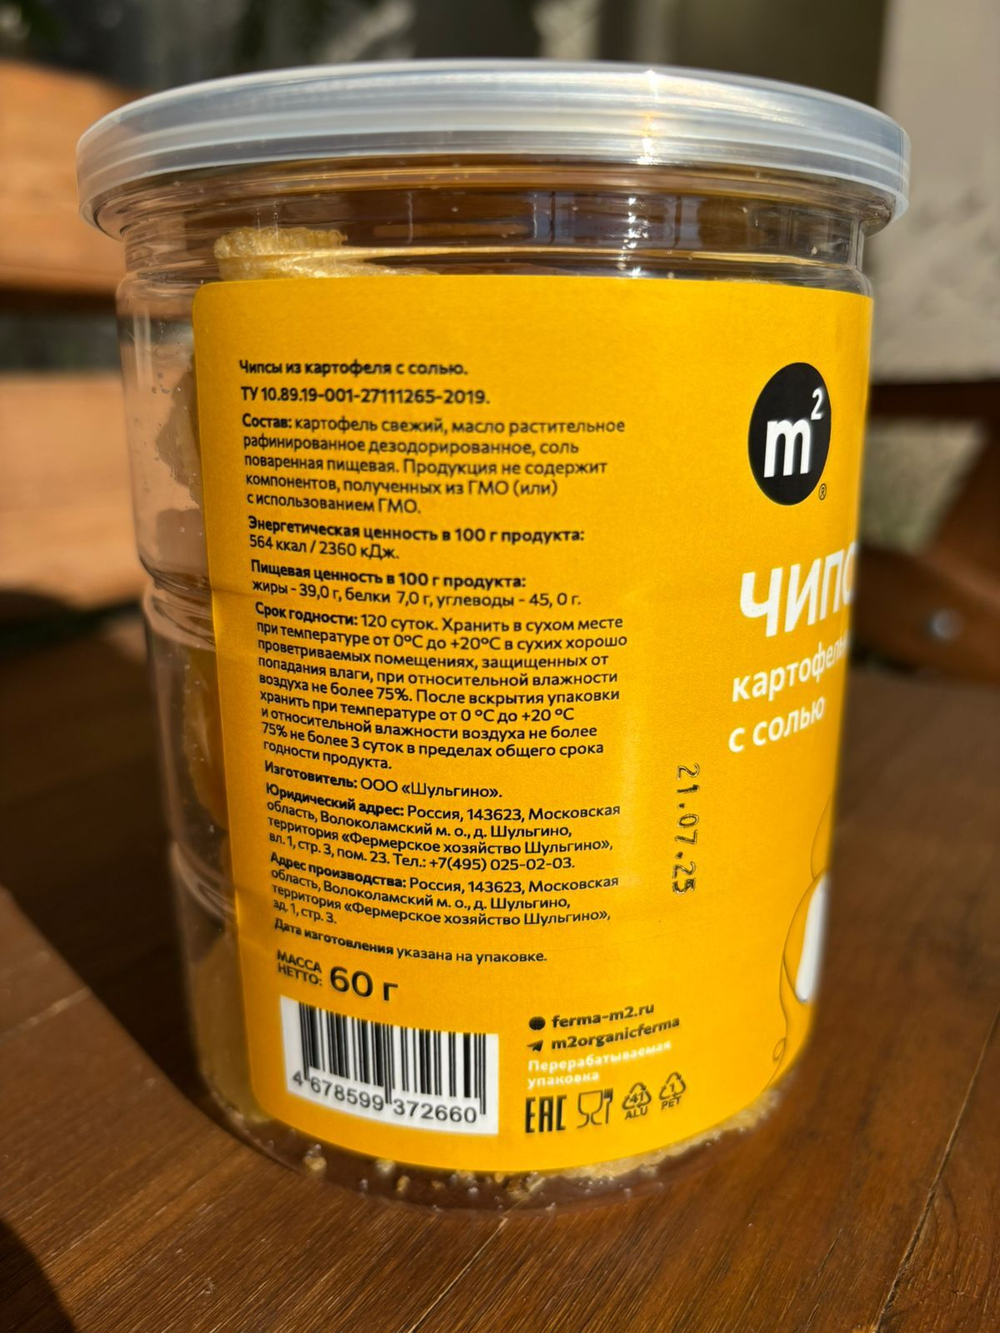 Чипсы из картофеля с солью.
ТУ 10.89.19-001-27111265-2019.
Состав: картофель свежий, масло растительное
рафинированное дезодорированное, соль
поваренная пищевая. Продукция не содержит
компонентов, полученных из ГМО (или)
с использованием ГМО.
Энергетическая ценность в 100 г продукта:
564 ккал / 2360 кДж.
Пищевая ценность в 100 г продукта:
жиры - 39,0 г, белки 7,0 г, углеводы - 45, 0 г.
Срок годности: 120 суток. Хранить в сухом месте
при температуре от 0°С до +20°С в сухих хорошо
проветриваемых помещениях, защищенных от
попадания влаги, при относительной влажности
воздуха не более 75%. После вскрытия упаковки
хранить при температуре от 0 °С до +20 °С
и относительной влажности воздуха не более
75% не более 3 суток в пределах общего срока
годности продукта.
Изготовитель: ООО «Шульгино».
Юридический адрес: Россия, 143623, Московская
область, Волоколамский м. о., д. Шульгино,
территория «Фермерское хозяйство Шульгино»,
вл. 1, стр. 3, пом. 23. Тел.: +7(495) 025-02-03.
Адрес производства: Россия, 143623, Московская
область, Волоколамский м. о., д. Шульгино,
территория «Фермерское хозяйство Шульгино»,
зд. 1, стр. 3.
Дата изготовления указана на упаковке.
МАССА
НЕТТО: 60 г
4 678599 372660
ferma-m2.ru
m2organicferma
Перерабатываемая
упаковка
EAC
41
ALU
1
PET
21.07.25
m²
®
ЧИПС
картофель
с солью